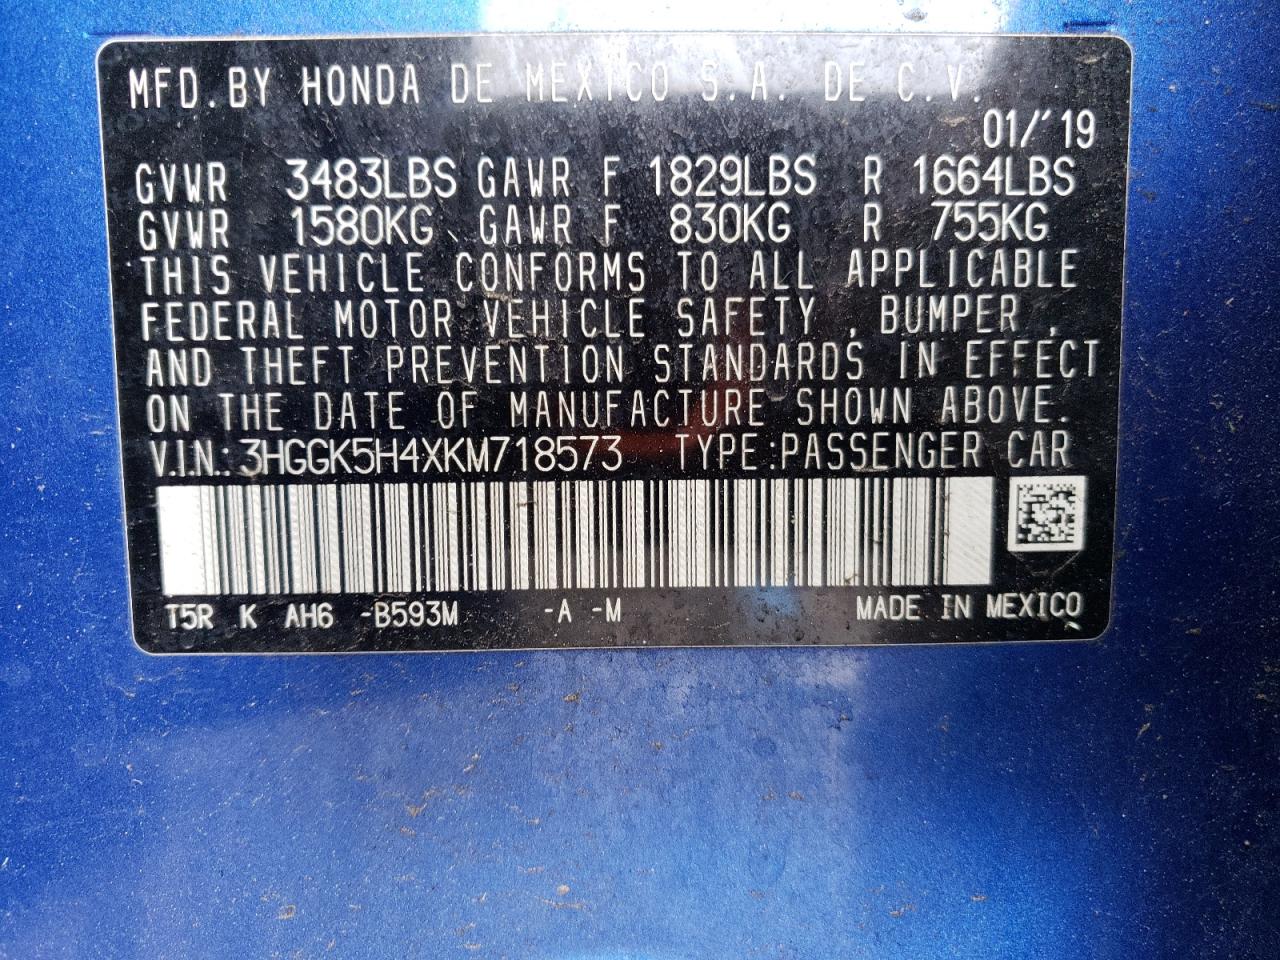 MFD. BY HONDA DE MEXICO S.A. DE C.V.
01/'19
GVWR 3483LBS GAWR F 1829LBS R 1664LBS
GVWR 1580KG GAWR F 830KG R 755KG
THIS VEHICLE CONFORMS TO ALL APPLICABLE
FEDERAL MOTOR VEHICLE SAFETY , BUMPER ,
AND THEFT PREVENTION STANDARDS IN EFFECT
ON THE DATE OF MANUFACTURE SHOWN ABOVE.
V.I.N.: 3HGGK5H4XKM718573 TYPE:PASSENGER CAR
T5R K AH6 -B593M -A -M MADE IN MEXICO